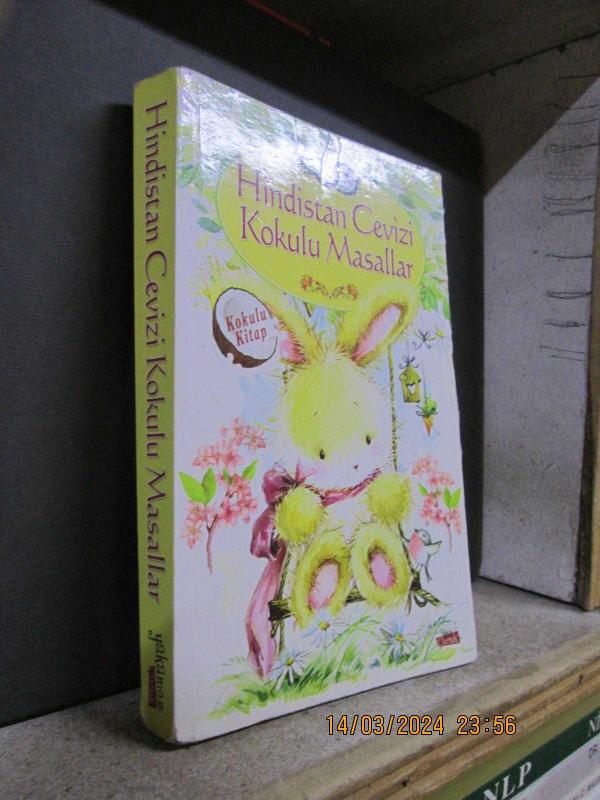 Hindistan Cevizi Kokulu Masallar
yakamoz
Hindistan Cevizi
Kokulu Masallar
Kokulu
Kitap
14/03/2024 23:56
NLP